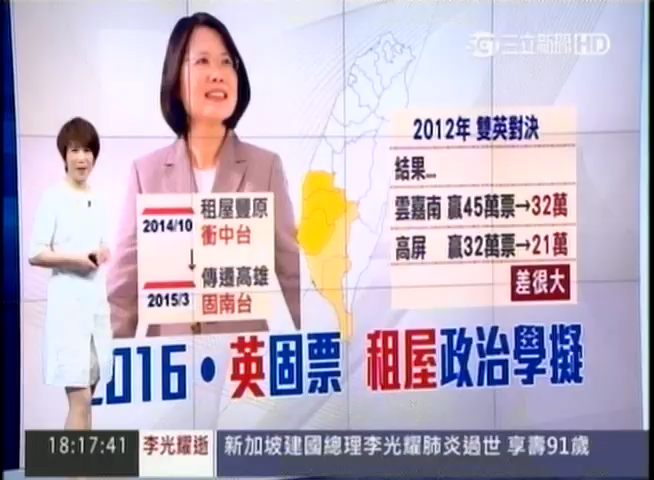 SET三立新聞HD
2012年 雙英對決
結果...
雲嘉南 贏45萬票→32萬
高屏 贏32萬票→21萬
差很大
2014/10
租屋豐原
衝中台
2015/3
傳遷高雄
固南台
2016·英固票 租屋政治學擬
18:17:41 李光耀逝 新加坡建國總理李光耀肺炎過世 享壽91歲